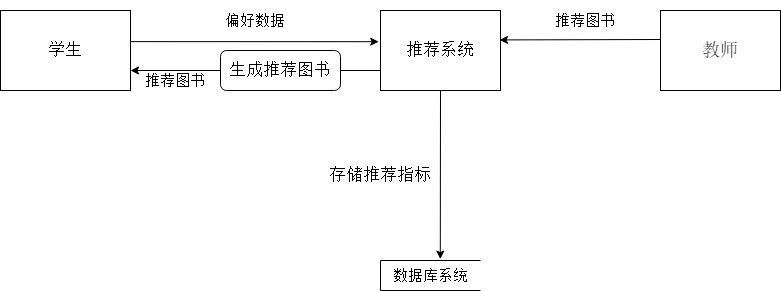 偏好数据
推荐图书
学生
推荐系统
教师
生成推荐图书
推荐图书
存储推荐指标
数据库系统